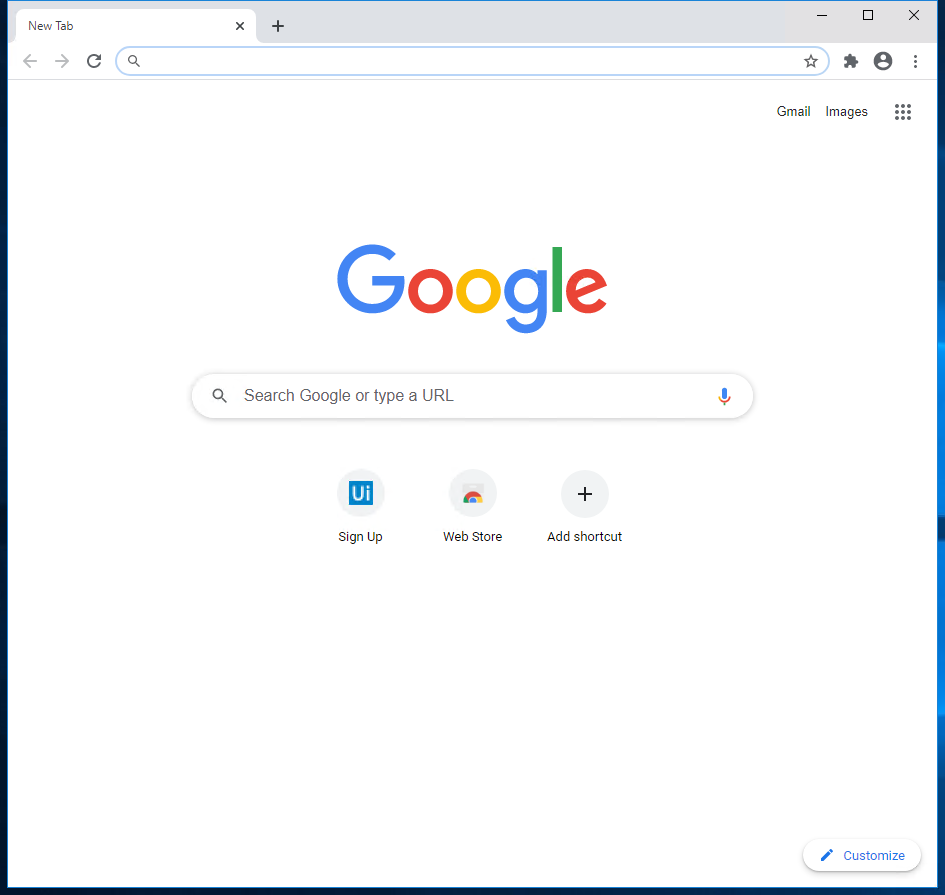 New Tab
Gmail Images
Google
Search Google or type a URL
Ui
Sign Up Web Store Add shortcut
Customize